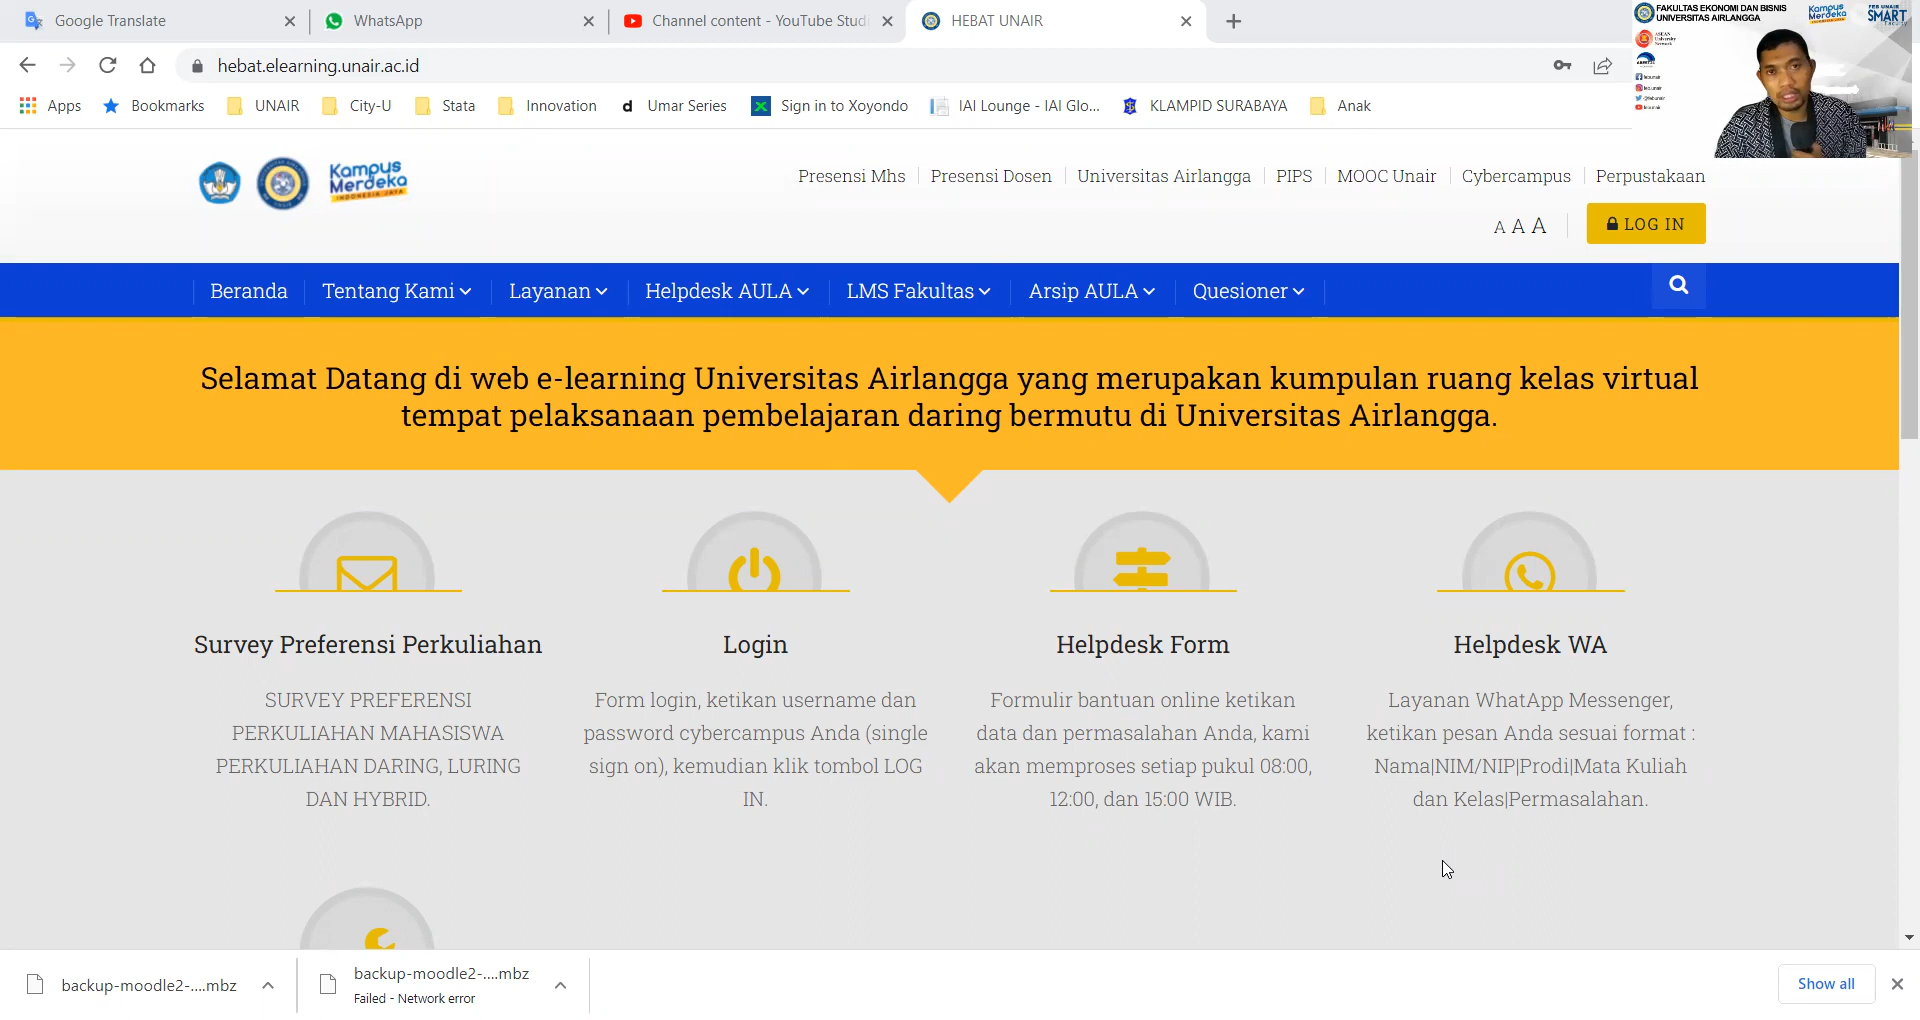 Google Translate
WhatsApp
Channel content - YouTube Studi
HEBAT UNAIR
FAKULTAS EKONOMI DAN BISNIS
UNIVERSITAS AIRLANGGA
Kampus
Merdeka
FEB UNAIR
SMART
hebat.elearning.unair.ac.id
Apps
Bookmarks
UNAIR
City-U
Stata
Innovation
d Umar Series
Sign in to Xoyondo
IAI Lounge - IAI Glo...
KLAMPID SURABAYA
Anak
Kampus
Merdeka
INDONESIA JAYA
Presensi Mhs
Presensi Dosen
Universitas Airlangga
PIPS
MOOC Unair
Cybercampus
Perpustakaan
A A A
LOG IN
Beranda
Tentang Kami
Layanan
Helpdesk AULA
LMS Fakultas
Arsip AULA
Quesioner
Selamat Datang di web e-learning Universitas Airlangga yang merupakan kumpulan ruang kelas virtual
tempat pelaksanaan pembelajaran daring bermutu di Universitas Airlangga.
Survey Preferensi Perkuliahan
SURVEY PREFERENSI
PERKULIAHAN MAHASISWA
PERKULIAHAN DARING, LURING
DAN HYBRID.
Login
Form login, ketikan username dan
password cybercampus Anda (single
sign on), kemudian klik tombol LOG
IN.
Helpdesk Form
Formulir bantuan online ketikan
data dan permasalahan Anda, kami
akan memproses setiap pukul 08:00,
12:00, dan 15:00 WIB.
Helpdesk WA
Layanan WhatApp Messenger,
ketikan pesan Anda sesuai format :
Nama|NIM/NIP|Prodi|Mata Kuliah
dan Kelas|Permasalahan.
backup-moodle2-....mbz
backup-moodle2-....mbz
Failed - Network error
Show all